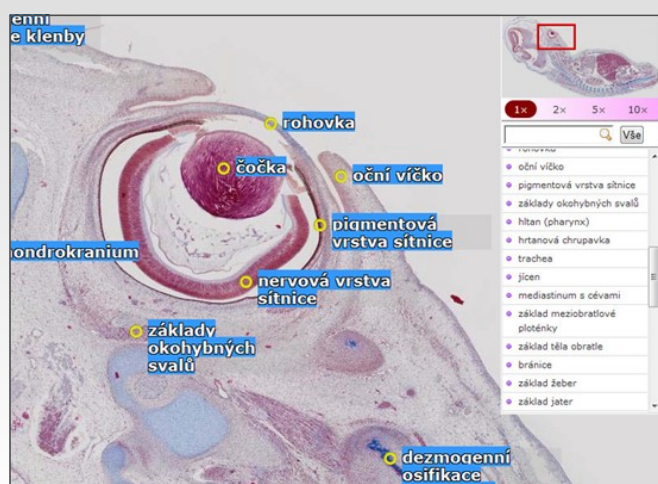 enní
e klenby
rohovka
čočka
oční víčko
pigmentová
vrstva sítnice
ondrokranium
nervová vrstva
sítnice
základy
okohybných
svalů
dezmogenní
osifikace
1×
2×
5×
10×
Vše
rohovka
oční víčko
pigmentová vrstva sítnice
základy okohybných svalů
hltan (pharynx)
hrtanová chrupavka
trachea
jícen
mediastinum s cévami
základ meziobratlové
ploténky
základ těla obratle
bránice
základ žeber
základ jater